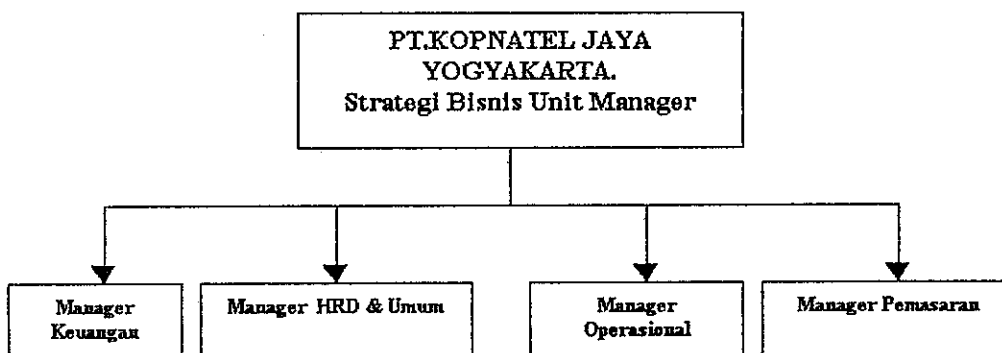 PT.KOPNATEL JAYA
YOGYAKARTA.
Strategi Bisnis Unit Manager
Manager
Keuangan
Manager HRD & Umum
Manager
Operasional
Manager Pemasaran